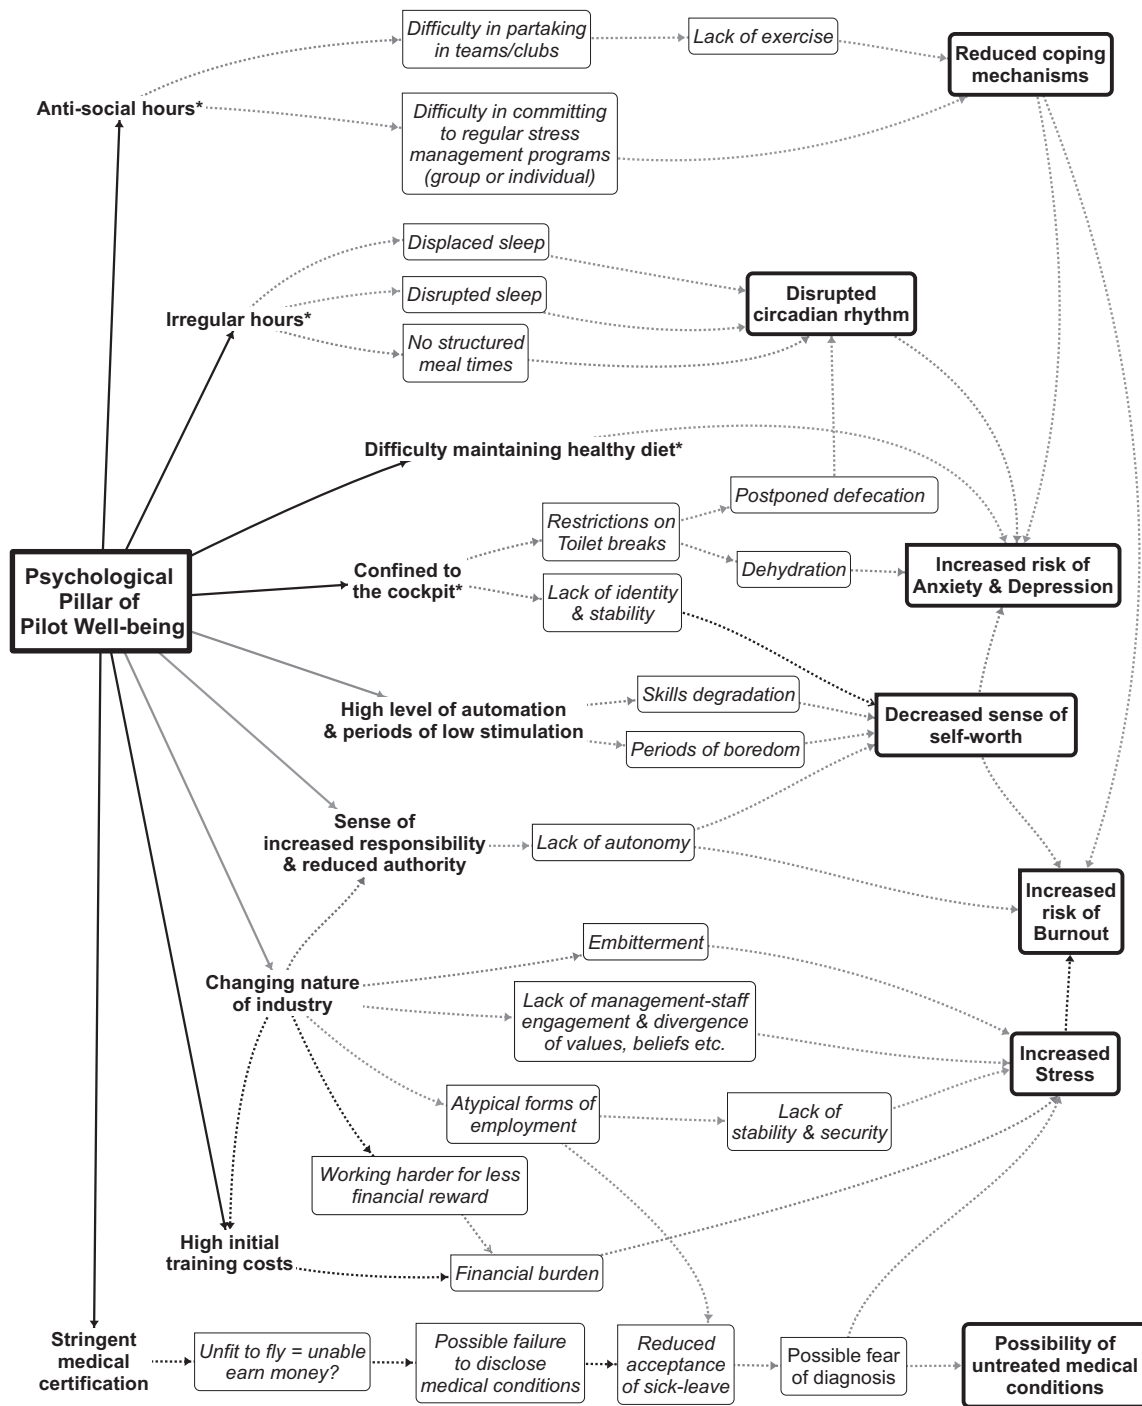 Difficulty in partaking
in teams/clubs
Lack of exercise
Reduced coping
mechanisms
Anti-social hours*
Difficulty in committing
to regular stress
management programs
(group or individual)
Displaced sleep
Disrupted sleep
Irregular hours*
No structured
meal times
Disrupted
circadian rhythm
Difficulty maintaining healthy diet*
Postponed defecation
Restrictions on
Toilet breaks
Dehydration
Increased risk of
Anxiety & Depression
Psychological
Pillar of
Pilot Well-being
Confined to
the cockpit*
Lack of identity
& stability
High level of automation
& periods of low stimulation
Skills degradation
Periods of boredom
Decreased sense of
self-worth
Sense of
increased responsibility
& reduced authority
Lack of autonomy
Increased
risk of
Burnout
Changing nature
of industry
Embitterment
Lack of management-staff
engagement & divergence
of values, beliefs etc.
Increased
Stress
Atypical forms of
employment
Lack of
stability & security
Working harder for less
financial reward
High initial
training costs
Financial burden
Stringent
medical
certification
Unfit to fly = unable
earn money?
Possible failure
to disclose
medical conditions
Reduced
acceptance
of sick-leave
Possible fear
of diagnosis
Possibility of
untreated medical
conditions